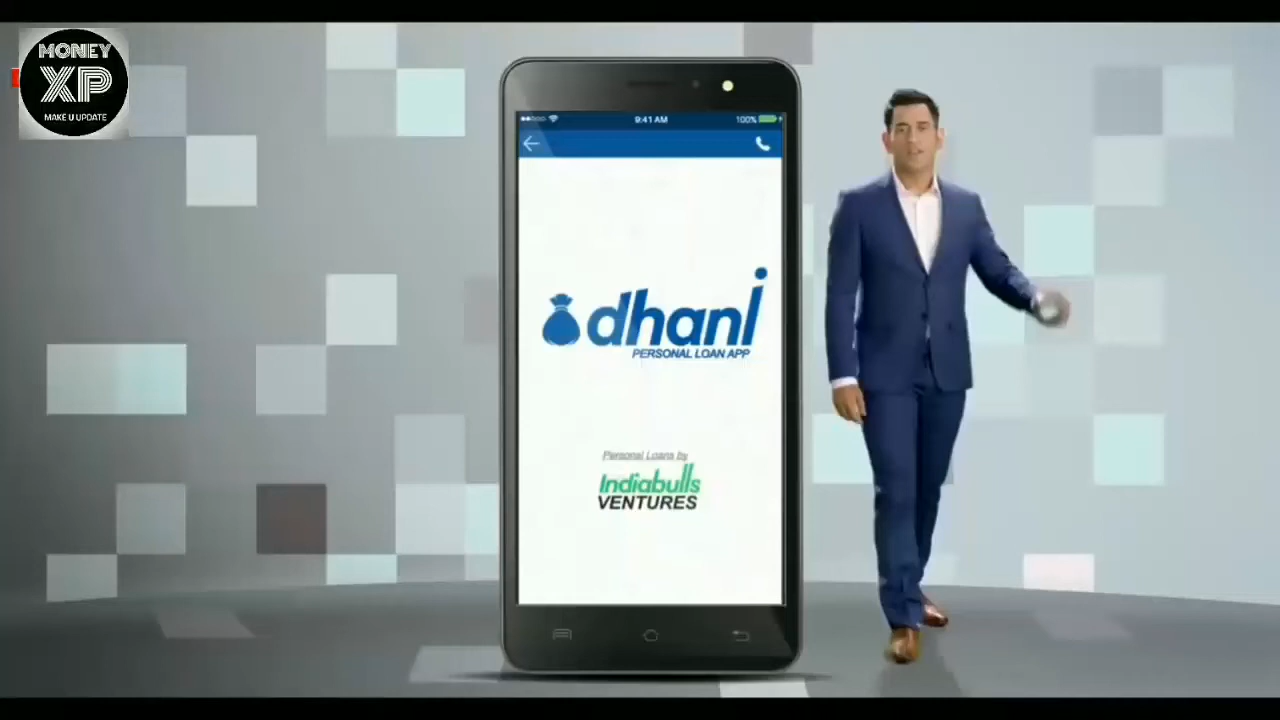 MONEY
XP
MAKE U UPDATE
9:41 AM
100%
dhani
PERSONAL LOAN APP
Personal Loans by
Indiabulls
VENTURES